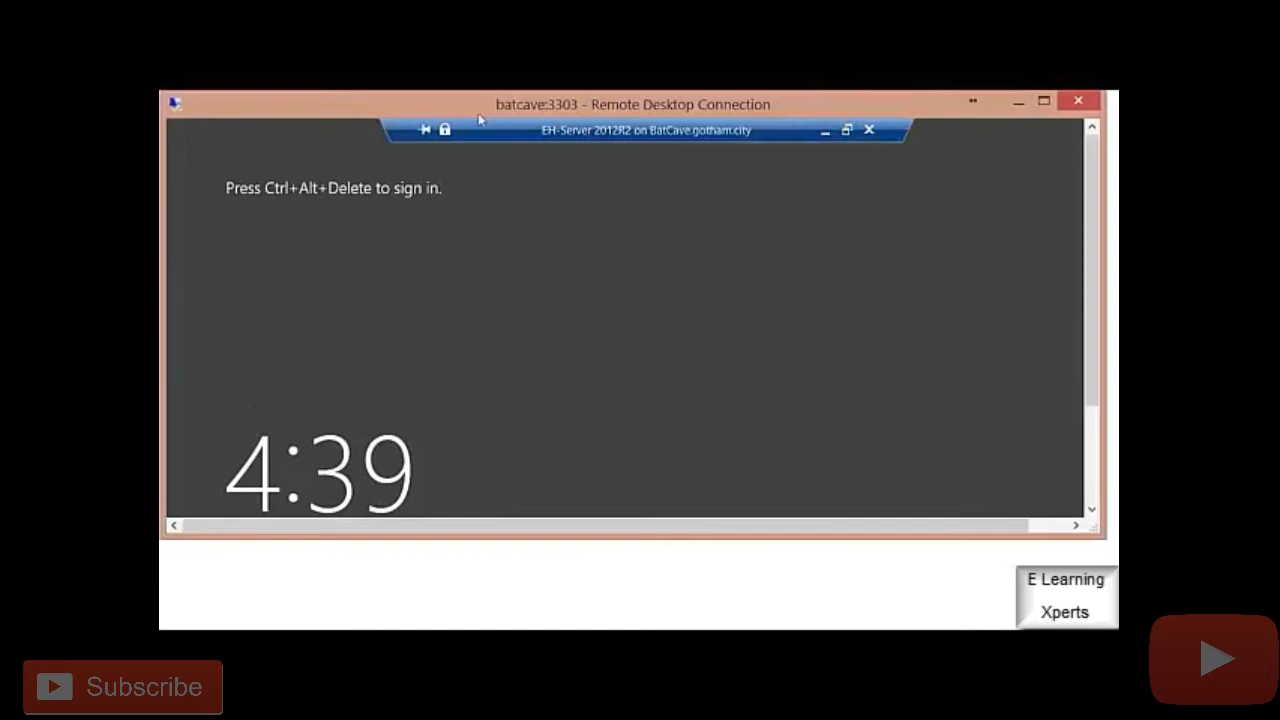 batcave:3303 - Remote Desktop Connection
EH-Server 2012R2 on BatCave.gotham.city
Press Ctrl+Alt+Delete to sign in.
4:39
E Learning
Xperts
Subscribe